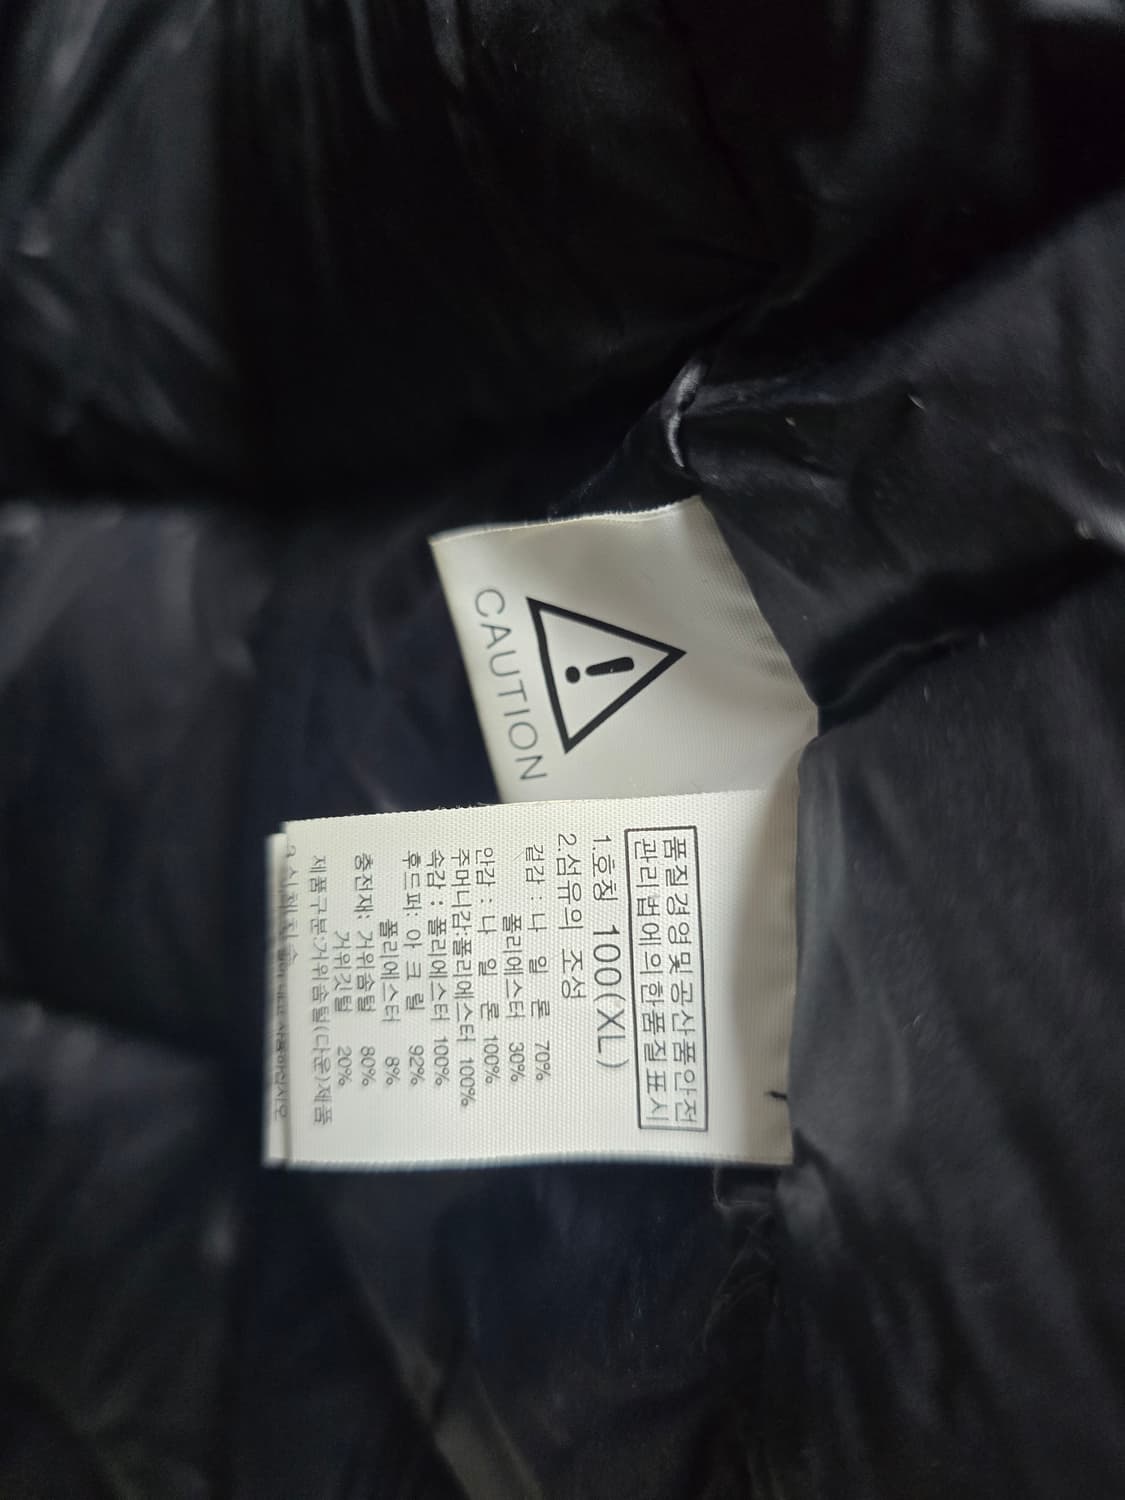 CAUTION
품질경영및공산품안전
관리법에의한품질표시
1.호칭 100(XL)
2.섬유의 조성
겉감 : 나 일 론 70%
폴리에스터 30%
안감 : 나 일 론 100%
주머니감:폴리에스터 100%
속감 : 폴리에스터 100%
후드퍼: 아 크 릴 92%
폴리에스터 8%
충전재: 거위솜털 80%
거위깃털 20%
제품구분:거위솜털(다운)제품